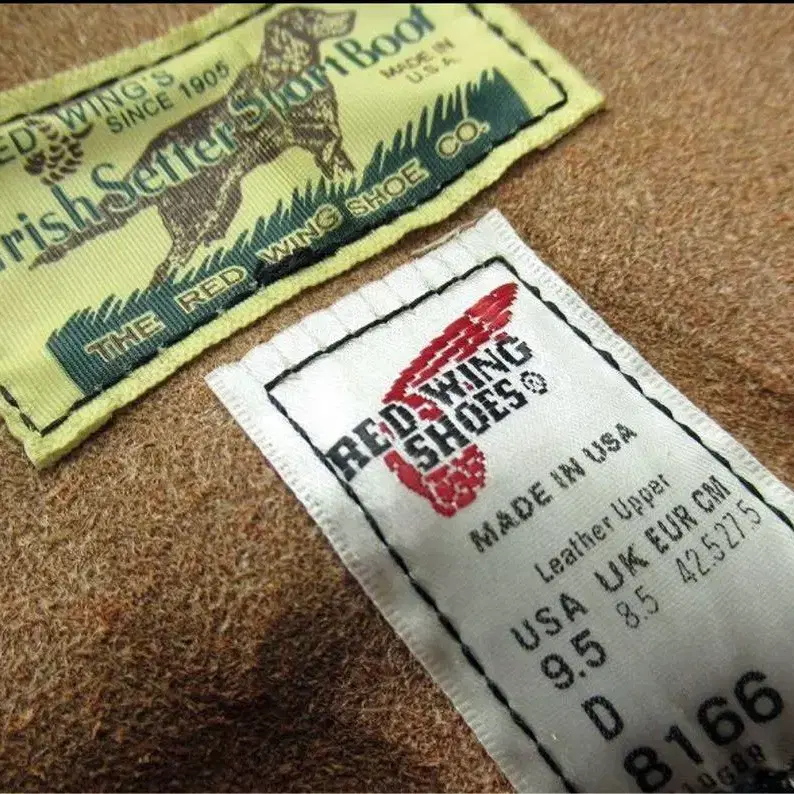 ED WING'S
SINCE 1905
Irish Setter Sport Boot
MADE IN
U.S.A
THE RED WING SHOE CO.
RED WING
SHOES®
MADE IN USA
Leather Upper
USA UK EUR CM
9.5 8.5 42.5 27.5
D
8166